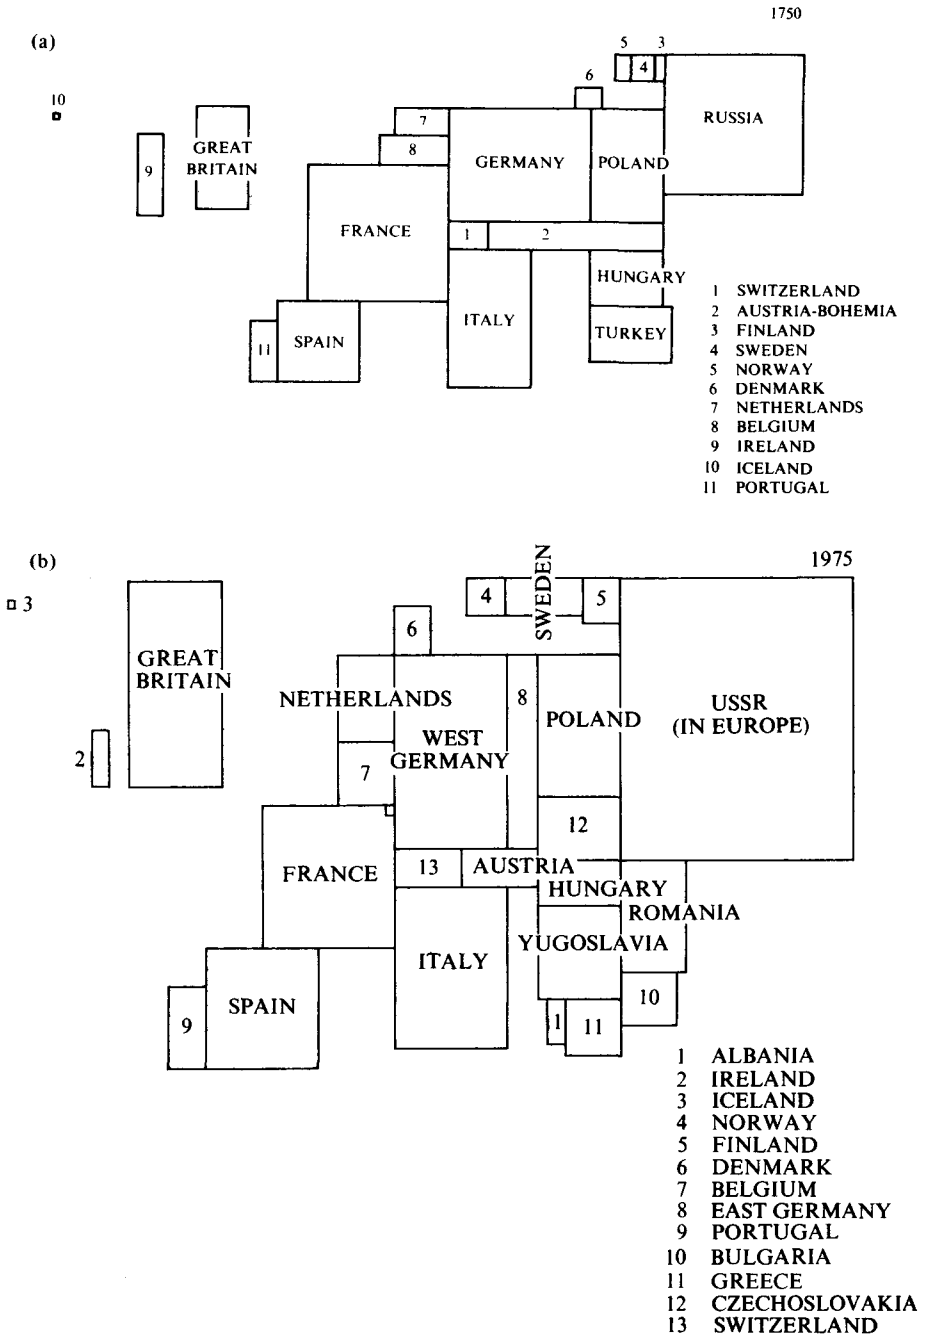 1750
(a)
5 3
4
6
10
RUSSIA
7
GREAT
BRITAIN
8
GERMANY
POLAND
9
FRANCE
1
2
HUNGARY
ITALY
TURKEY
SPAIN
11
1 SWITZERLAND
2 AUSTRIA-BOHEMIA
3 FINLAND
4 SWEDEN
5 NORWAY
6 DENMARK
7 NETHERLANDS
8 BELGIUM
9 IRELAND
10 ICELAND
11 PORTUGAL
(b)
1975
SWEDEN
4
5
3
6
GREAT
BRITAIN
NETHERLANDS
8
POLAND
USSR
(IN EUROPE)
WEST
GERMANY
2
7
12
FRANCE
13
AUSTRIA
HUNGARY
ROMANIA
YUGOSLAVIA
ITALY
SPAIN
9
10
1
11
1 ALBANIA
2 IRELAND
3 ICELAND
4 NORWAY
5 FINLAND
6 DENMARK
7 BELGIUM
8 EAST GERMANY
9 PORTUGAL
10 BULGARIA
11 GREECE
12 CZECHOSLOVAKIA
13 SWITZERLAND